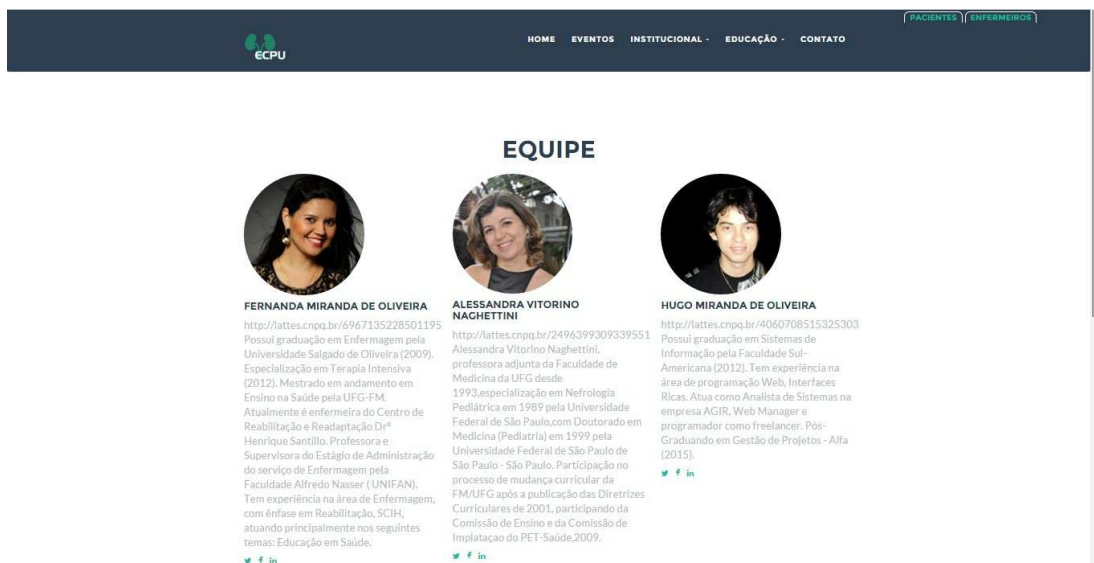 PACIENTES ENFERMEIROS
ECPU
HOME EVENTOS INSTITUCIONAL EDUCAÇÃO CONTATO
EQUIPE
FERNANDA MIRANDA DE OLIVEIRA
http://lattes.cnpq.br/6967135228501195
Possui graduação em Enfermagem pela
Universidade Salgado de Oliveira (2009).
Especialização em Terapia Intensiva
(2012). Mestrado em andamento em
Ensino na Saúde pela UFG-FM.
Atualmente é enfermeira do Centro de
Reabilitação e Readaptação Drº
Henrique Santillo. Professora e
Supervisora do Estágio de Administração
do serviço de Enfermagem pela
Faculdade Alfredo Nasser ( UNIFAN).
Tem experiência na área de Enfermagem,
com ênfase em Reabilitação, SCIH,
atuando principalmente nos seguintes
temas: Educação em Saúde.
ALESSANDRA VITORINO
NAGHETTINI
http://lattes.cnpq.br/2496399309339551
Alessandra Vitorino Naghettini,
professora adjunta da Faculdade de
Medicina da UFG desde
1993,especialização em Nefrologia
Pediátrica em 1989 pela Universidade
Federal de São Paulo,com Doutorado em
Medicina (Pediatria) em 1999 pela
Universidade Federal de São Paulo de
São Paulo - São Paulo. Participação no
processo de mudança curricular da
FM/UFG após a publicação das Diretrizes
Curriculares de 2001, participando da
Comissão de Ensino e da Comissão de
Implataçao do PET-Saúde,2009.
HUGO MIRANDA DE OLIVEIRA
http://lattes.cnpq.br/4060708515325303
Possui graduação em Sistemas de
Informação pela Faculdade Sul-
Americana (2012). Tem experiência na
área de programação Web, Interfaces
Ricas. Atua como Analista de Sistemas na
empresa AGIR, Web Manager e
programador como freelancer. Pós-
Graduando em Gestão de Projetos - Alfa
(2015).